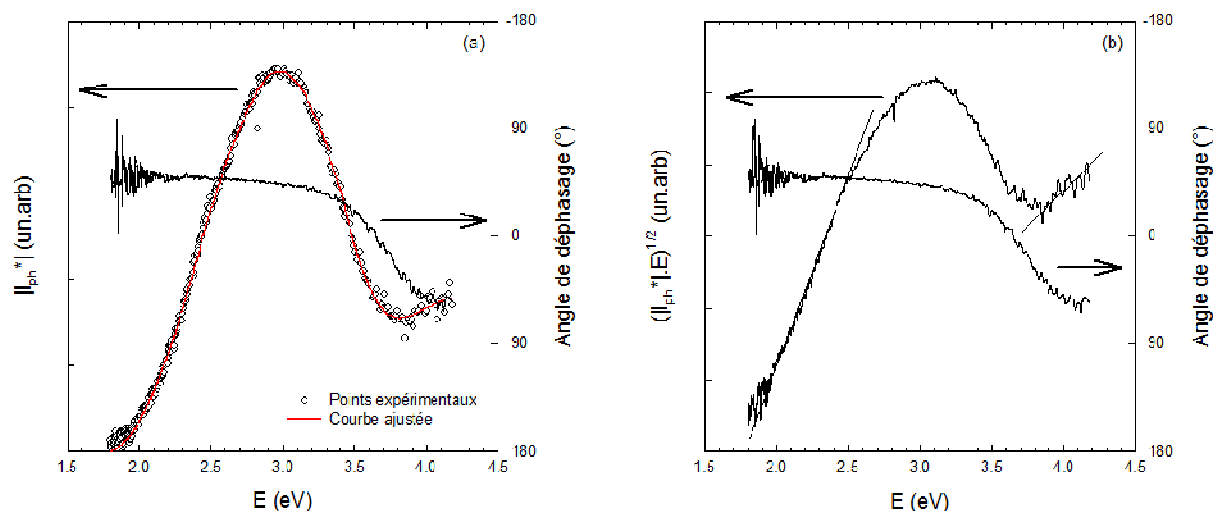 (a)
-180
90
0
90
180
|Iph*| (un.arb)
Angle de déphasage (°)
Points expérimentaux
Courbe ajustée
1.5 2.0 2.5 3.0 3.5 4.0 4.5
E (eV)
(b)
-180
-90
0
90
180
(|Iph*|.E)1/2 (un.arb)
Angle de déphasage (°)
1.5 2.0 2.5 3.0 3.5 4.0 4.5
E (eV)